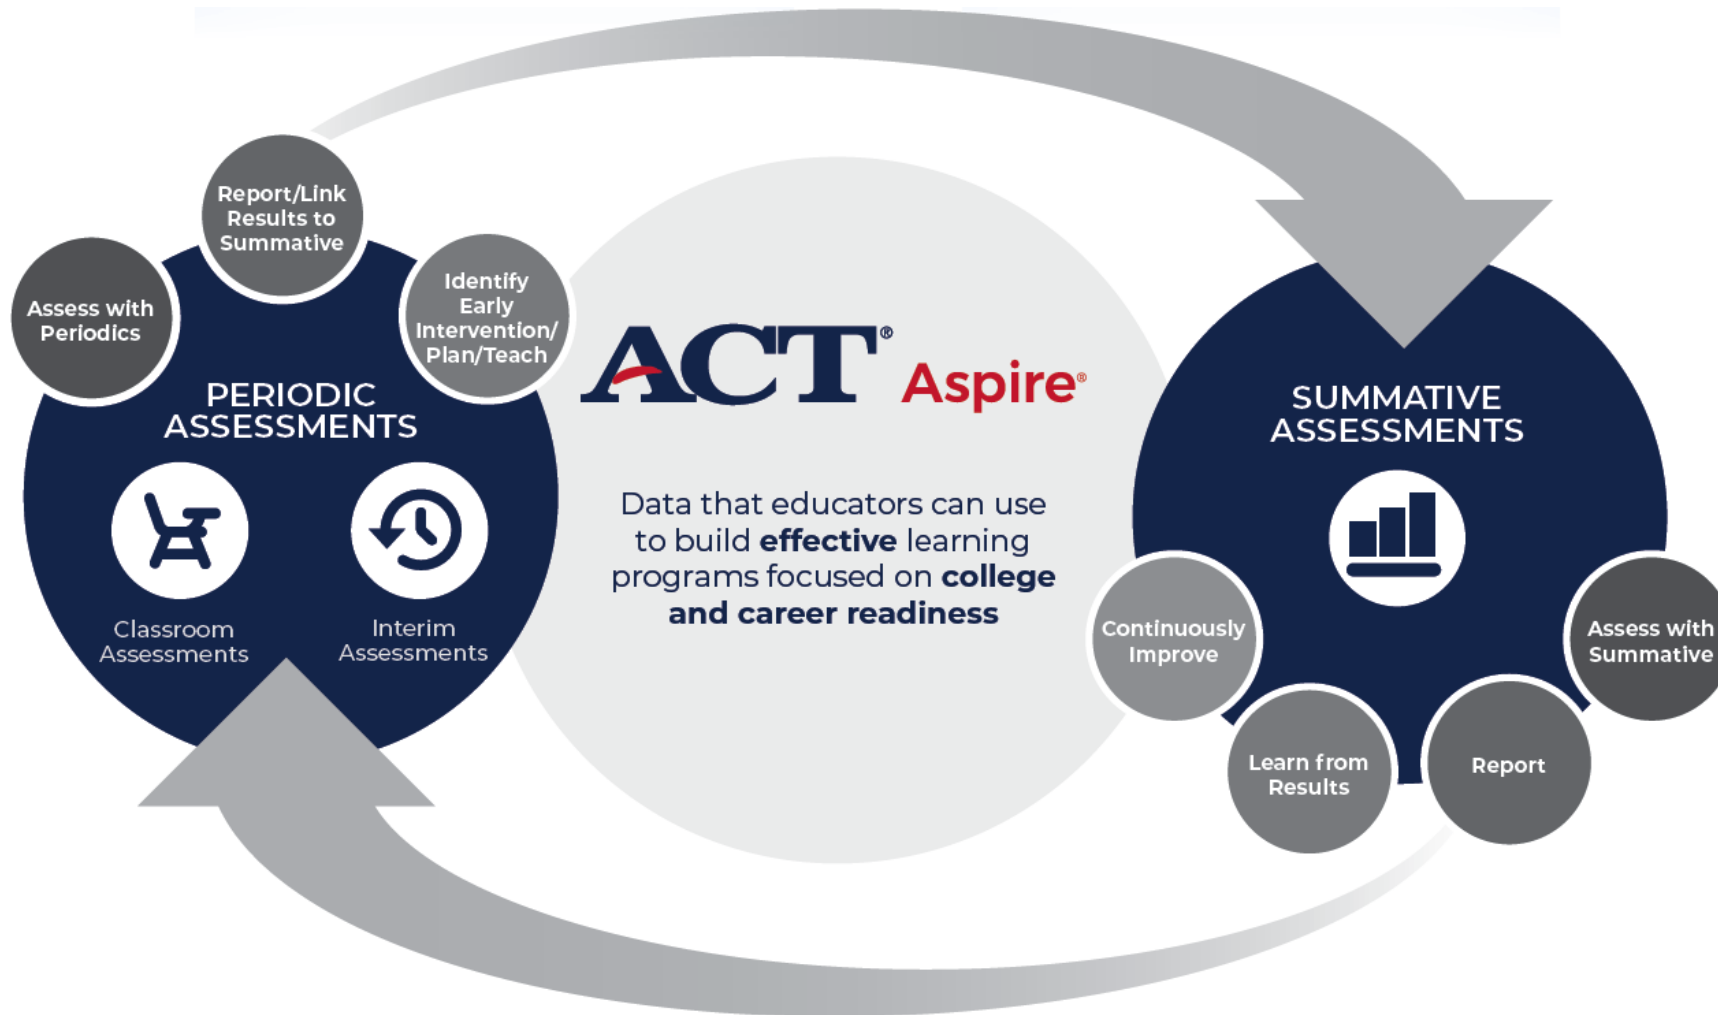 Report/Link
Results to
Summative
Assess with
Periodics
Identify
Early
Intervention/
Plan/Teach
PERIODIC
ASSESSMENTS
Classroom
Assessments
Interim
Assessments
ACT® Aspire®
Data that educators can use
to build effective learning
programs focused on college
and career readiness
SUMMATIVE
ASSESSMENTS
Continuously
Improve
Learn from
Results
Report
Assess with
Summative